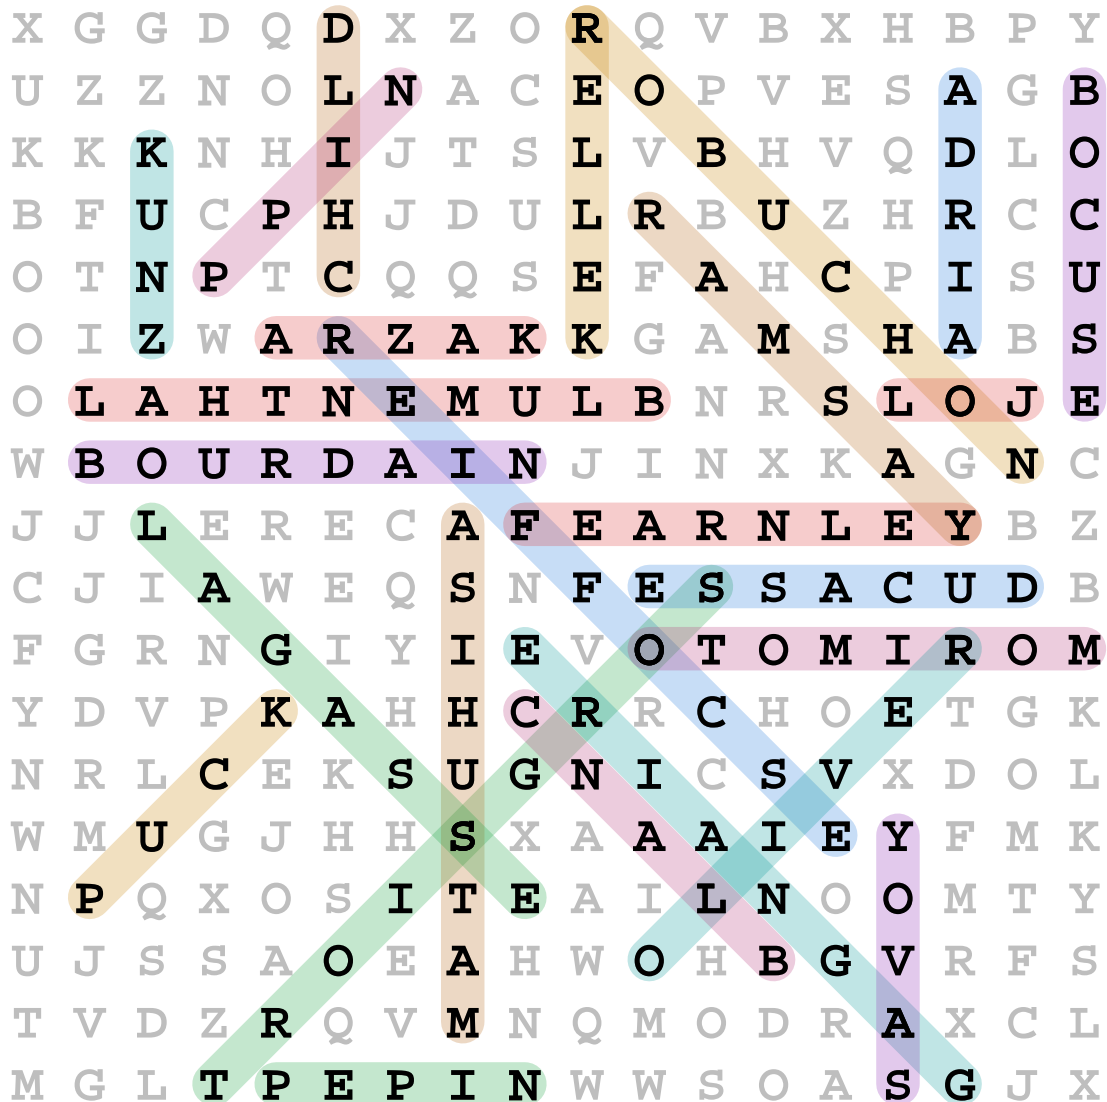 X G G D Q D X Z O R Q V B X H B P Y
U Z Z N O L N A C E O P V E S A G B
K K K N H I J T S L V B H V Q D L O
B F U C P H J D U L R B U Z H R C C
O T N P T C Q Q S E F A H C P I S U
O I Z W A R Z A K K G A M S H A B S
O L A H T N E M U L B N R S L O J E
W B O U R D A I N J I N X K A G N C
J J L E R E C A F E A R N L E Y B Z
C J I A W E Q S N F E S S A C U D B
F G R N G I Y I E V O T O M I R O M
Y D V P K A H H C R R C H O E T G K
N R L C E K S U G N I C S V X D O L
W M U G J H H S X A A A I E Y F M K
N P Q X O S I T E A I L N O O M T Y
U J S S A O E A H W O H B G V R F S
T V D Z R Q V M N Q M O D R A X C L
M G L T P E P I N W W S O A S G J X